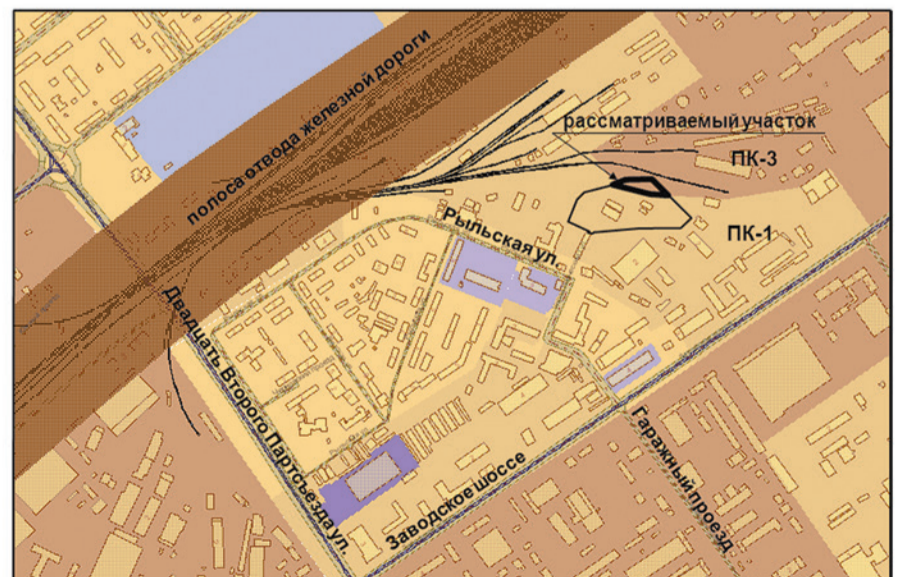 полоса отвода железной дороги
рассматриваемый участок
ПК-3
Рыльская ул.
ПК-1
Двадцать Второго Партсъезда ул.
Заводское шоссе
Гаражный проезд